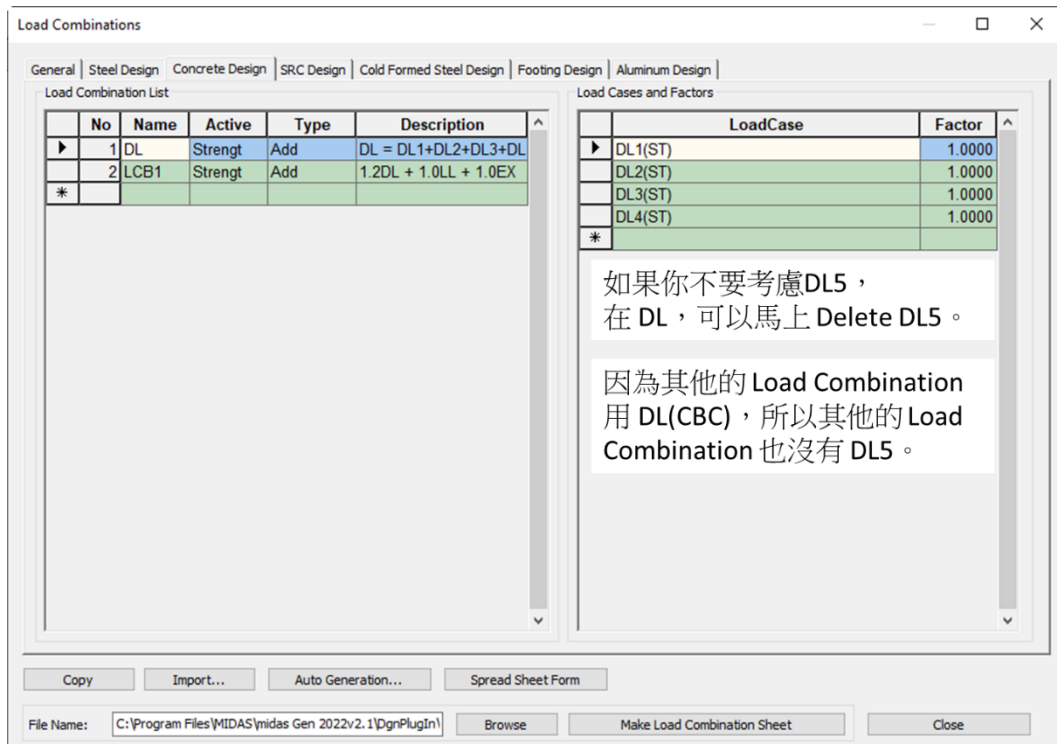 Load Combinations
General Steel Design Concrete Design SRC Design Cold Formed Steel Design Footing Design Aluminum Design
Load Combination List
No Name Active Type Description
1 DL Strengt Add DL = DL1+DL2+DL3+DL
2 LCB1 Strengt Add 1.2DL + 1.0LL + 1.0EX
*
Load Cases and Factors
LoadCase Factor
DL1(ST) 1.0000
DL2(ST) 1.0000
DL3(ST) 1.0000
DL4(ST) 1.0000
*
如果你不要考慮DL5，
在 DL，可以馬上 Delete DL5。
因為其他的 Load Combination
用 DL(CBC)，所以其他的 Load
Combination 也沒有 DL5。
Copy Import... Auto Generation... Spread Sheet Form
File Name: C:\Program Files\MIDAS\midas Gen 2022v2.1\DgnPlugIn\ Browse Make Load Combination Sheet Close